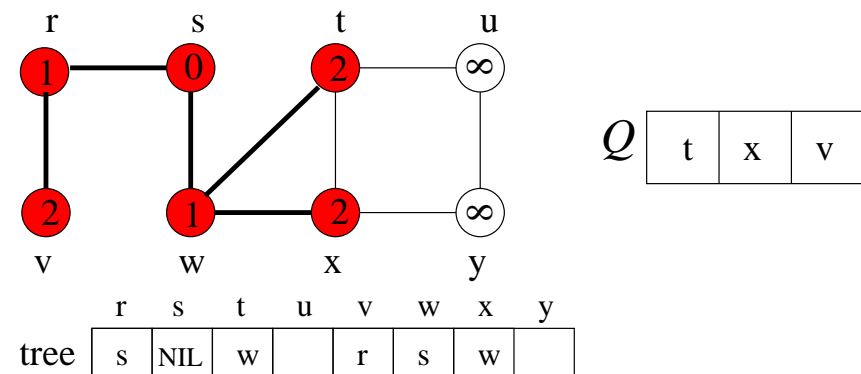 r s t u
1 0 2 ∞
Q t x v
2 1 2 ∞
v w x y
r s t u v w x y
tree s NIL w r s w